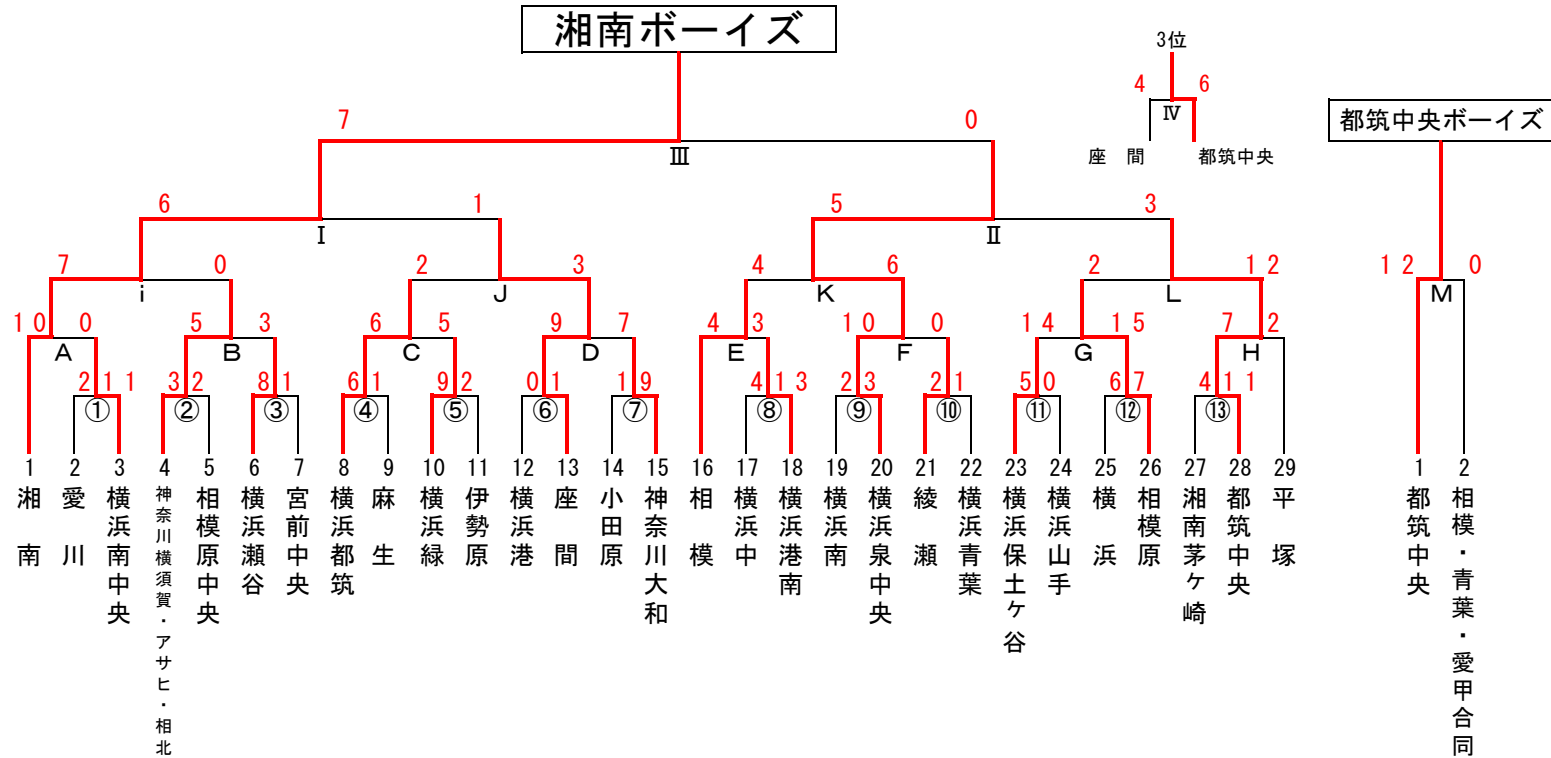 湘南ボーイズ
3位
4 6
Ⅳ
座間 都筑中央
都筑中央ボーイズ
7 0
Ⅲ
6 1 5 3
Ⅰ Ⅱ
7 0 2 3 4 6 2 12 12 0
i J K L M
10 0 5 3 6 5 9 7 4 3 10 0 14 15 7 2
A B C D E F G H
2 11 3 2 8 1 6 1 9 2 0 1 1 9 4 13 2 3 2 1 5 0 6 7 4 11
① ② ③ ④ ⑤ ⑥ ⑦ ⑧ ⑨ ⑩ ⑪ ⑫ ⑬
1 2 3 4 5 6 7 8 9 10 11 12 13 14 15 16 17 18 19 20 21 22 23 24 25 26 27 28 29 1 2
湘南
愛川
横浜南中央
神奈川横須賀・アサヒ・相北
相模原中央
横浜瀬谷
宮前中央
横浜都筑
麻生
横浜緑
伊勢原
横浜港
座間
小田原
神奈川大和
相模
横浜中
横浜港南
横浜南
横浜泉中央
綾瀬
横浜青葉
横浜保土ケ谷
横浜山手
横浜
相模原
湘南茅ケ崎
都筑中央
平塚
都筑中央
相模・青葉・愛甲合同